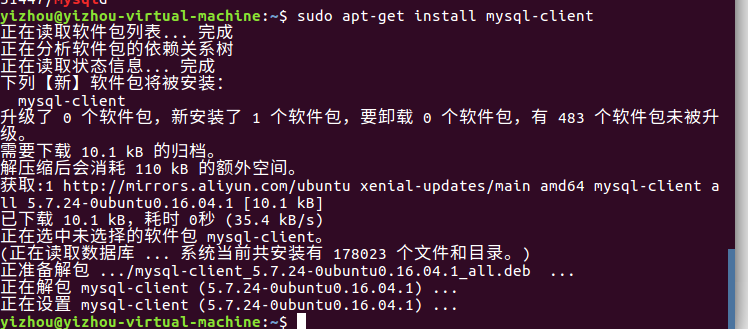 31447/mysqld
yizhou@yizhou-virtual-machine:~$ sudo apt-get install mysql-client
正在读取软件包列表... 完成
正在分析软件包的依赖关系树
正在读取状态信息... 完成
下列【新】软件包将被安装：
mysql-client
升级了 0 个软件包，新安装了 1 个软件包，要卸载 0 个软件包，有 483 个软件包未被升
级。
需要下载 10.1 kB 的归档。
解压缩后会消耗 110 kB 的额外空间。
获取:1 http://mirrors.aliyun.com/ubuntu xenial-updates/main amd64 mysql-client a
ll 5.7.24-0ubuntu0.16.04.1 [10.1 kB]
已下载 10.1 kB，耗时 0秒 (35.4 kB/s)
正在选中未选择的软件包 mysql-client。
(正在读取数据库 ... 系统当前共安装有 178023 个文件和目录。)
正准备解包 .../mysql-client_5.7.24-0ubuntu0.16.04.1_all.deb  ...
正在解包 mysql-client (5.7.24-0ubuntu0.16.04.1) ...
正在设置 mysql-client (5.7.24-0ubuntu0.16.04.1) ...
yizhou@yizhou-virtual-machine:~$